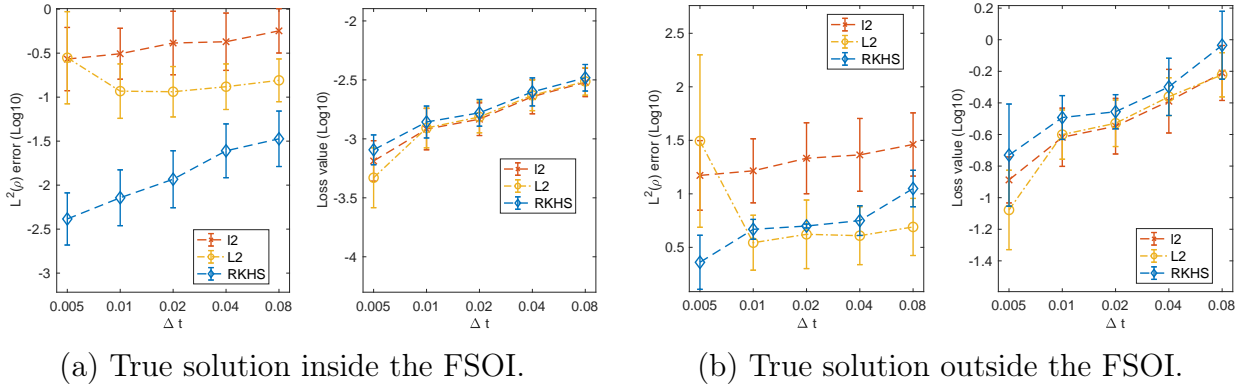 L²(ρ) error (Log10)
0
-0.5
-1
-1.5
-2
-2.5
-3
0.005 0.01 0.02 0.04 0.08
Δ t
l2
L2
RKHS
Loss value (Log10)
-2
-2.5
-3
-3.5
-4
0.005 0.01 0.02 0.04 0.08
Δ t
l2
L2
RKHS
(a) True solution inside the FSOI.
L²(ρ) error (Log10)
2.5
2
1.5
1
0.5
0.005 0.01 0.02 0.04 0.08
Δ t
l2
L2
RKHS
Loss value (Log10)
0.2
0
-0.2
-0.4
-0.6
-0.8
-1
-1.2
-1.4
0.005 0.01 0.02 0.04 0.08
Δ t
l2
L2
RKHS
(b) True solution outside the FSOI.